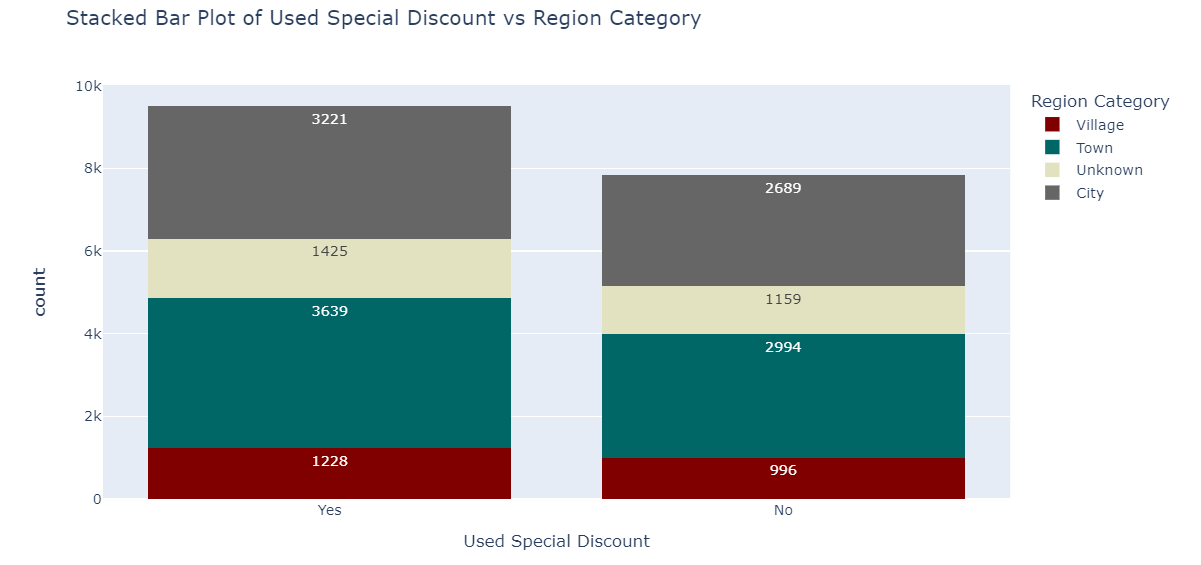 Stacked Bar Plot of Used Special Discount vs Region Category
10k
8k
6k
4k
2k
0
count
3221
1425
3639
1228
2689
1159
2994
996
Yes
No
Used Special Discount
Region Category
Village
Town
Unknown
City